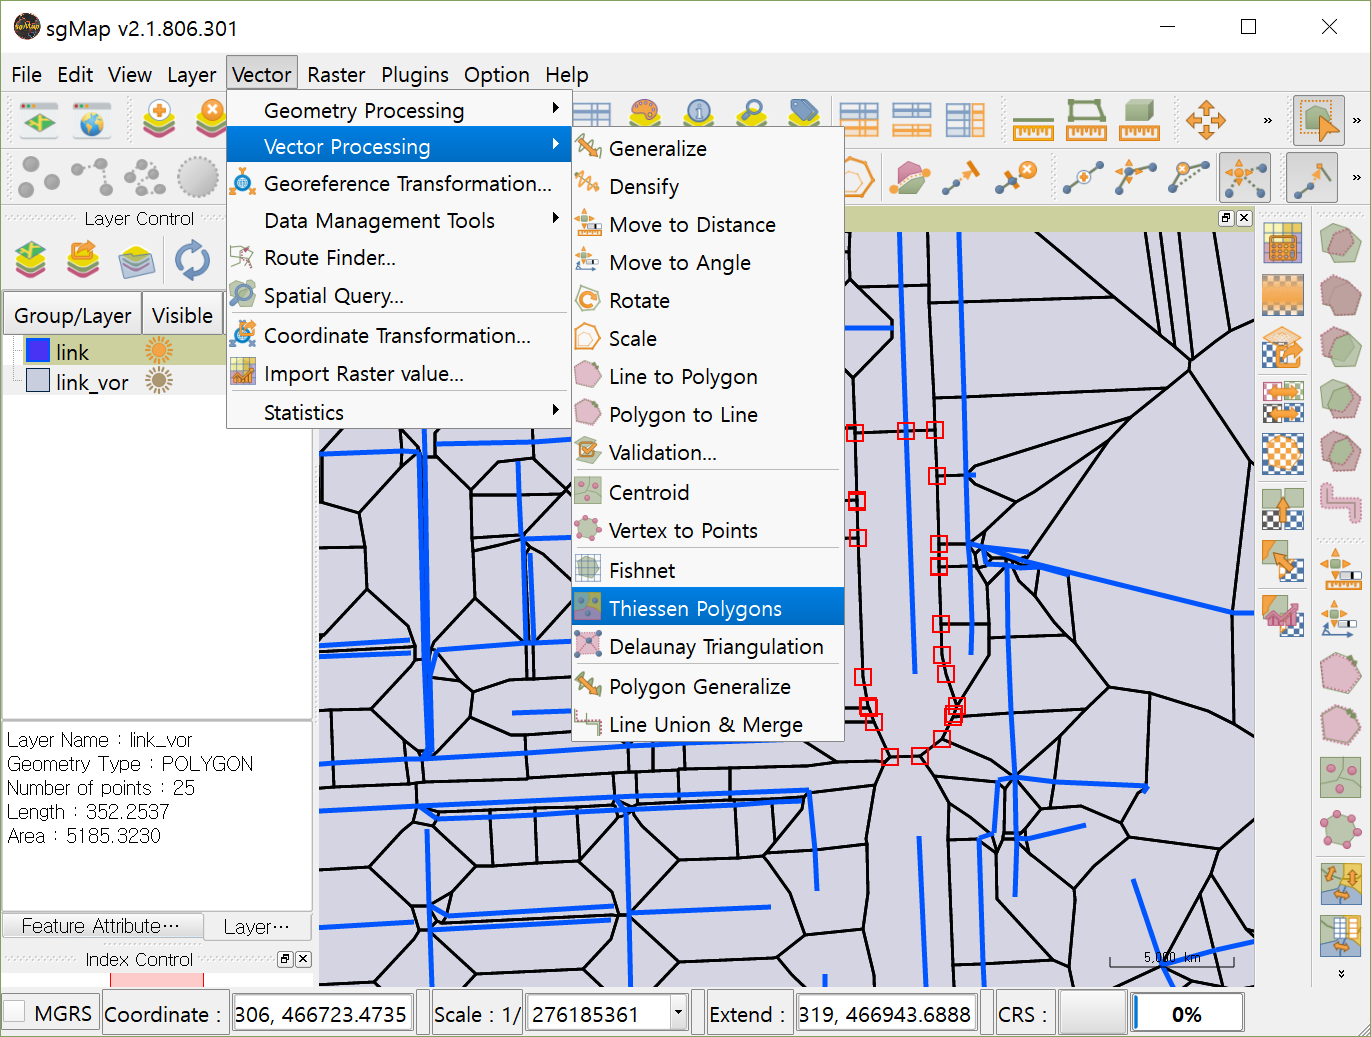 sgMap v2.1.806.301
File Edit View Layer Vector Raster Plugins Option Help
Geometry Processing
Vector Processing
Georeference Transformation...
Data Management Tools
Route Finder...
Spatial Query...
Coordinate Transformation...
Import Raster value...
Statistics
Generalize
Densify
Move to Distance
Move to Angle
Rotate
Scale
Line to Polygon
Polygon to Line
Validation...
Centroid
Vertex to Points
Fishnet
Thiessen Polygons
Delaunay Triangulation
Polygon Generalize
Line Union & Merge
Layer Control
Group/Layer Visible
link
link_vor
Layer Name : link_vor
Geometry Type : POLYGON
Number of points : 25
Length : 352.2537
Area : 5185.3230
Feature Attribute··· Layer···
Index Control
5,000 km
MGRS Coordinate : 306, 466723.4735 Scale : 1/ 276185361 Extend : 319, 466943.6888 CRS : 0%